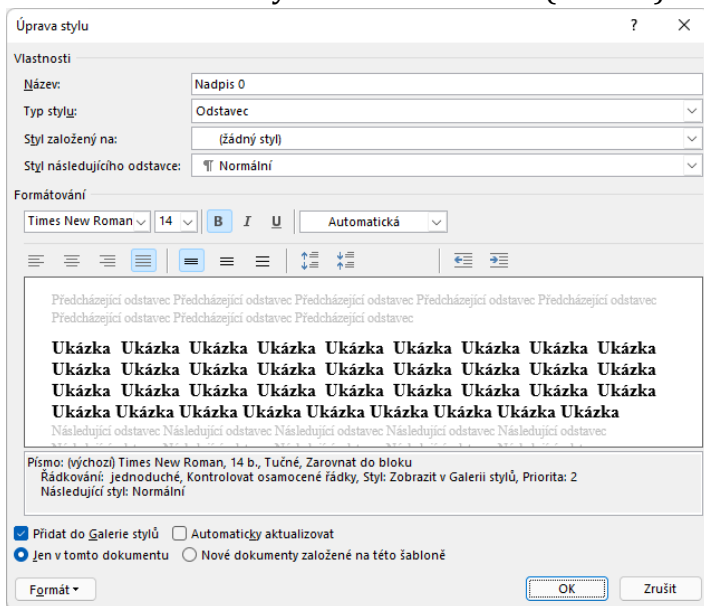 Úprava stylu ? ×
Vlastnosti
Název: Nadpis 0
Typ stylu: Odstavec
Styl založený na: (žádný styl)
Styl následujícího odstavce: ¶ Normální
Formátování
Times New Roman 14 B I U Automatická
Předcházející odstavec Předcházející odstavec Předcházející odstavec Předcházející odstavec Předcházející odstavec
Předcházející odstavec Předcházející odstavec Předcházející odstavec
Ukázka Ukázka Ukázka Ukázka Ukázka Ukázka Ukázka Ukázka Ukázka
Ukázka Ukázka Ukázka Ukázka Ukázka Ukázka Ukázka Ukázka Ukázka
Ukázka Ukázka Ukázka Ukázka Ukázka Ukázka Ukázka Ukázka Ukázka
Ukázka Ukázka Ukázka Ukázka Ukázka Ukázka Ukázka Ukázka Ukázka
Následující odstavec Následující odstavec Následující odstavec Následující odstavec Následující odstavec
Písmo: (výchozí) Times New Roman, 14 b., Tučné, Zarovnat do bloku
Řádkování: jednoduché, Kontrolovat osamocené řádky, Styl: Zobrazit v Galerii stylů, Priorita: 2
Následující styl: Normální
Přidat do Galerie stylů Automaticky aktualizovat
Jen v tomto dokumentu Nové dokumenty založené na této šabloně
Formát OK Zrušit